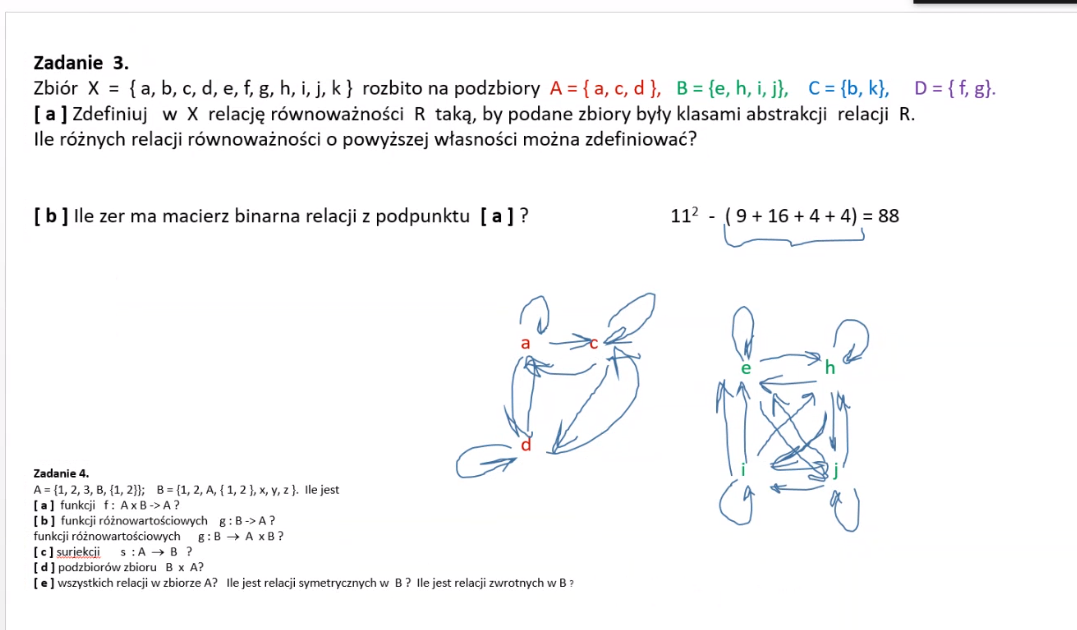 Zadanie 3.
Zbiór X = { a, b, c, d, e, f, g, h, i, j, k } rozbito na podzbiory A = { a, c, d }, B = {e, h, i, j}, C = {b, k}, D = { f, g}.
[ a ] Zdefiniuj w X relację równoważności R taką, by podane zbiory były klasami abstrakcji relacji R.
Ile różnych relacji równoważności o powyższej własności można zdefiniować?
[ b ] Ile zer ma macierz binarna relacji z podpunktu [ a ] ? 11² - ( 9 + 16 + 4 + 4) = 88
a c
d
e h
i j
Zadanie 4.
A = {1, 2, 3, B, {1, 2}}; B = {1, 2, A, { 1, 2 }, x, y, z }. Ile jest
[ a ] funkcji f : A x B -> A ?
[ b ] funkcji różnowartościowych g : B -> A ?
funkcji różnowartościowych g : B → A x B ?
[ c ] surjekcji s : A → B ?
[ d ] podzbiorów zbioru B x A?
[ e ] wszystkich relacji w zbiorze A? Ile jest relacji symetrycznych w B ? Ile jest relacji zwrotnych w B ?